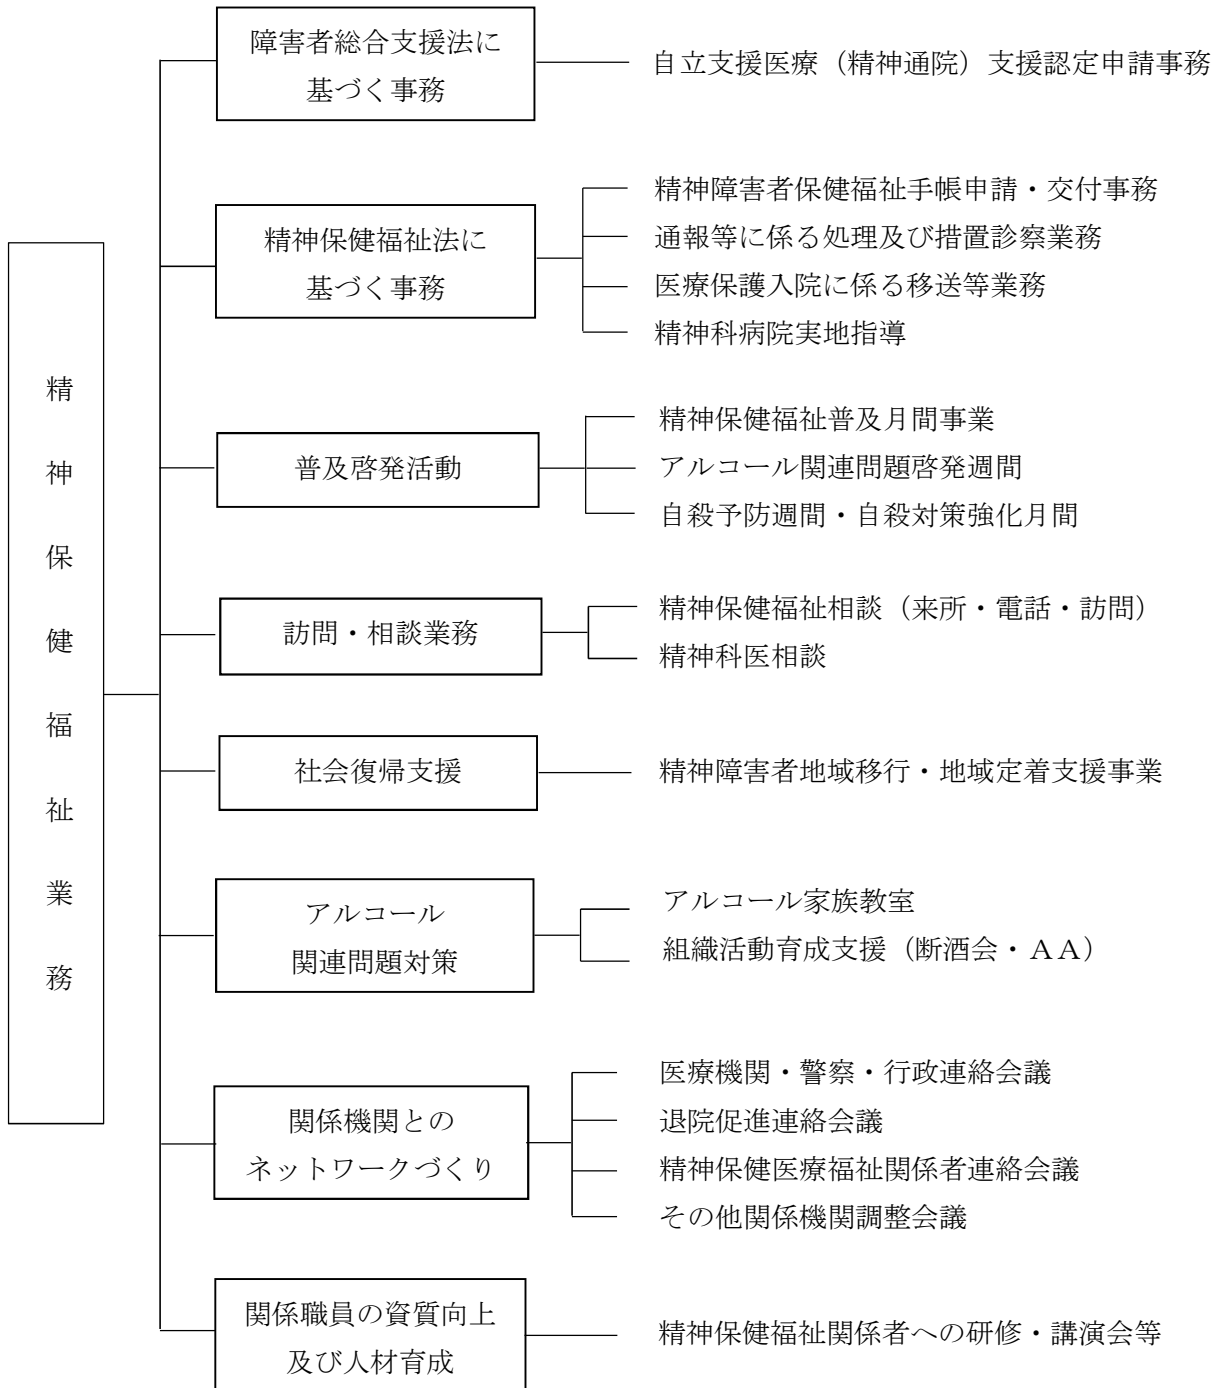 精神保健福祉業務
障害者総合支援法に
基づく事務
自立支援医療（精神通院）支援認定申請事務
精神保健福祉法に
基づく事務
精神障害者保健福祉手帳申請・交付事務
通報等に係る処理及び措置診察業務
医療保護入院に係る移送等業務
精神科病院実地指導
普及啓発活動
精神保健福祉普及月間事業
アルコール関連問題啓発週間
自殺予防週間・自殺対策強化月間
訪問・相談業務
精神保健福祉相談（来所・電話・訪問）
精神科医相談
社会復帰支援
精神障害者地域移行・地域定着支援事業
アルコール
関連問題対策
アルコール家族教室
組織活動育成支援（断酒会・ＡＡ）
関係機関との
ネットワークづくり
医療機関・警察・行政連絡会議
退院促進連絡会議
精神保健医療福祉関係者連絡会議
その他関係機関調整会議
関係職員の資質向上
及び人材育成
精神保健福祉関係者への研修・講演会等